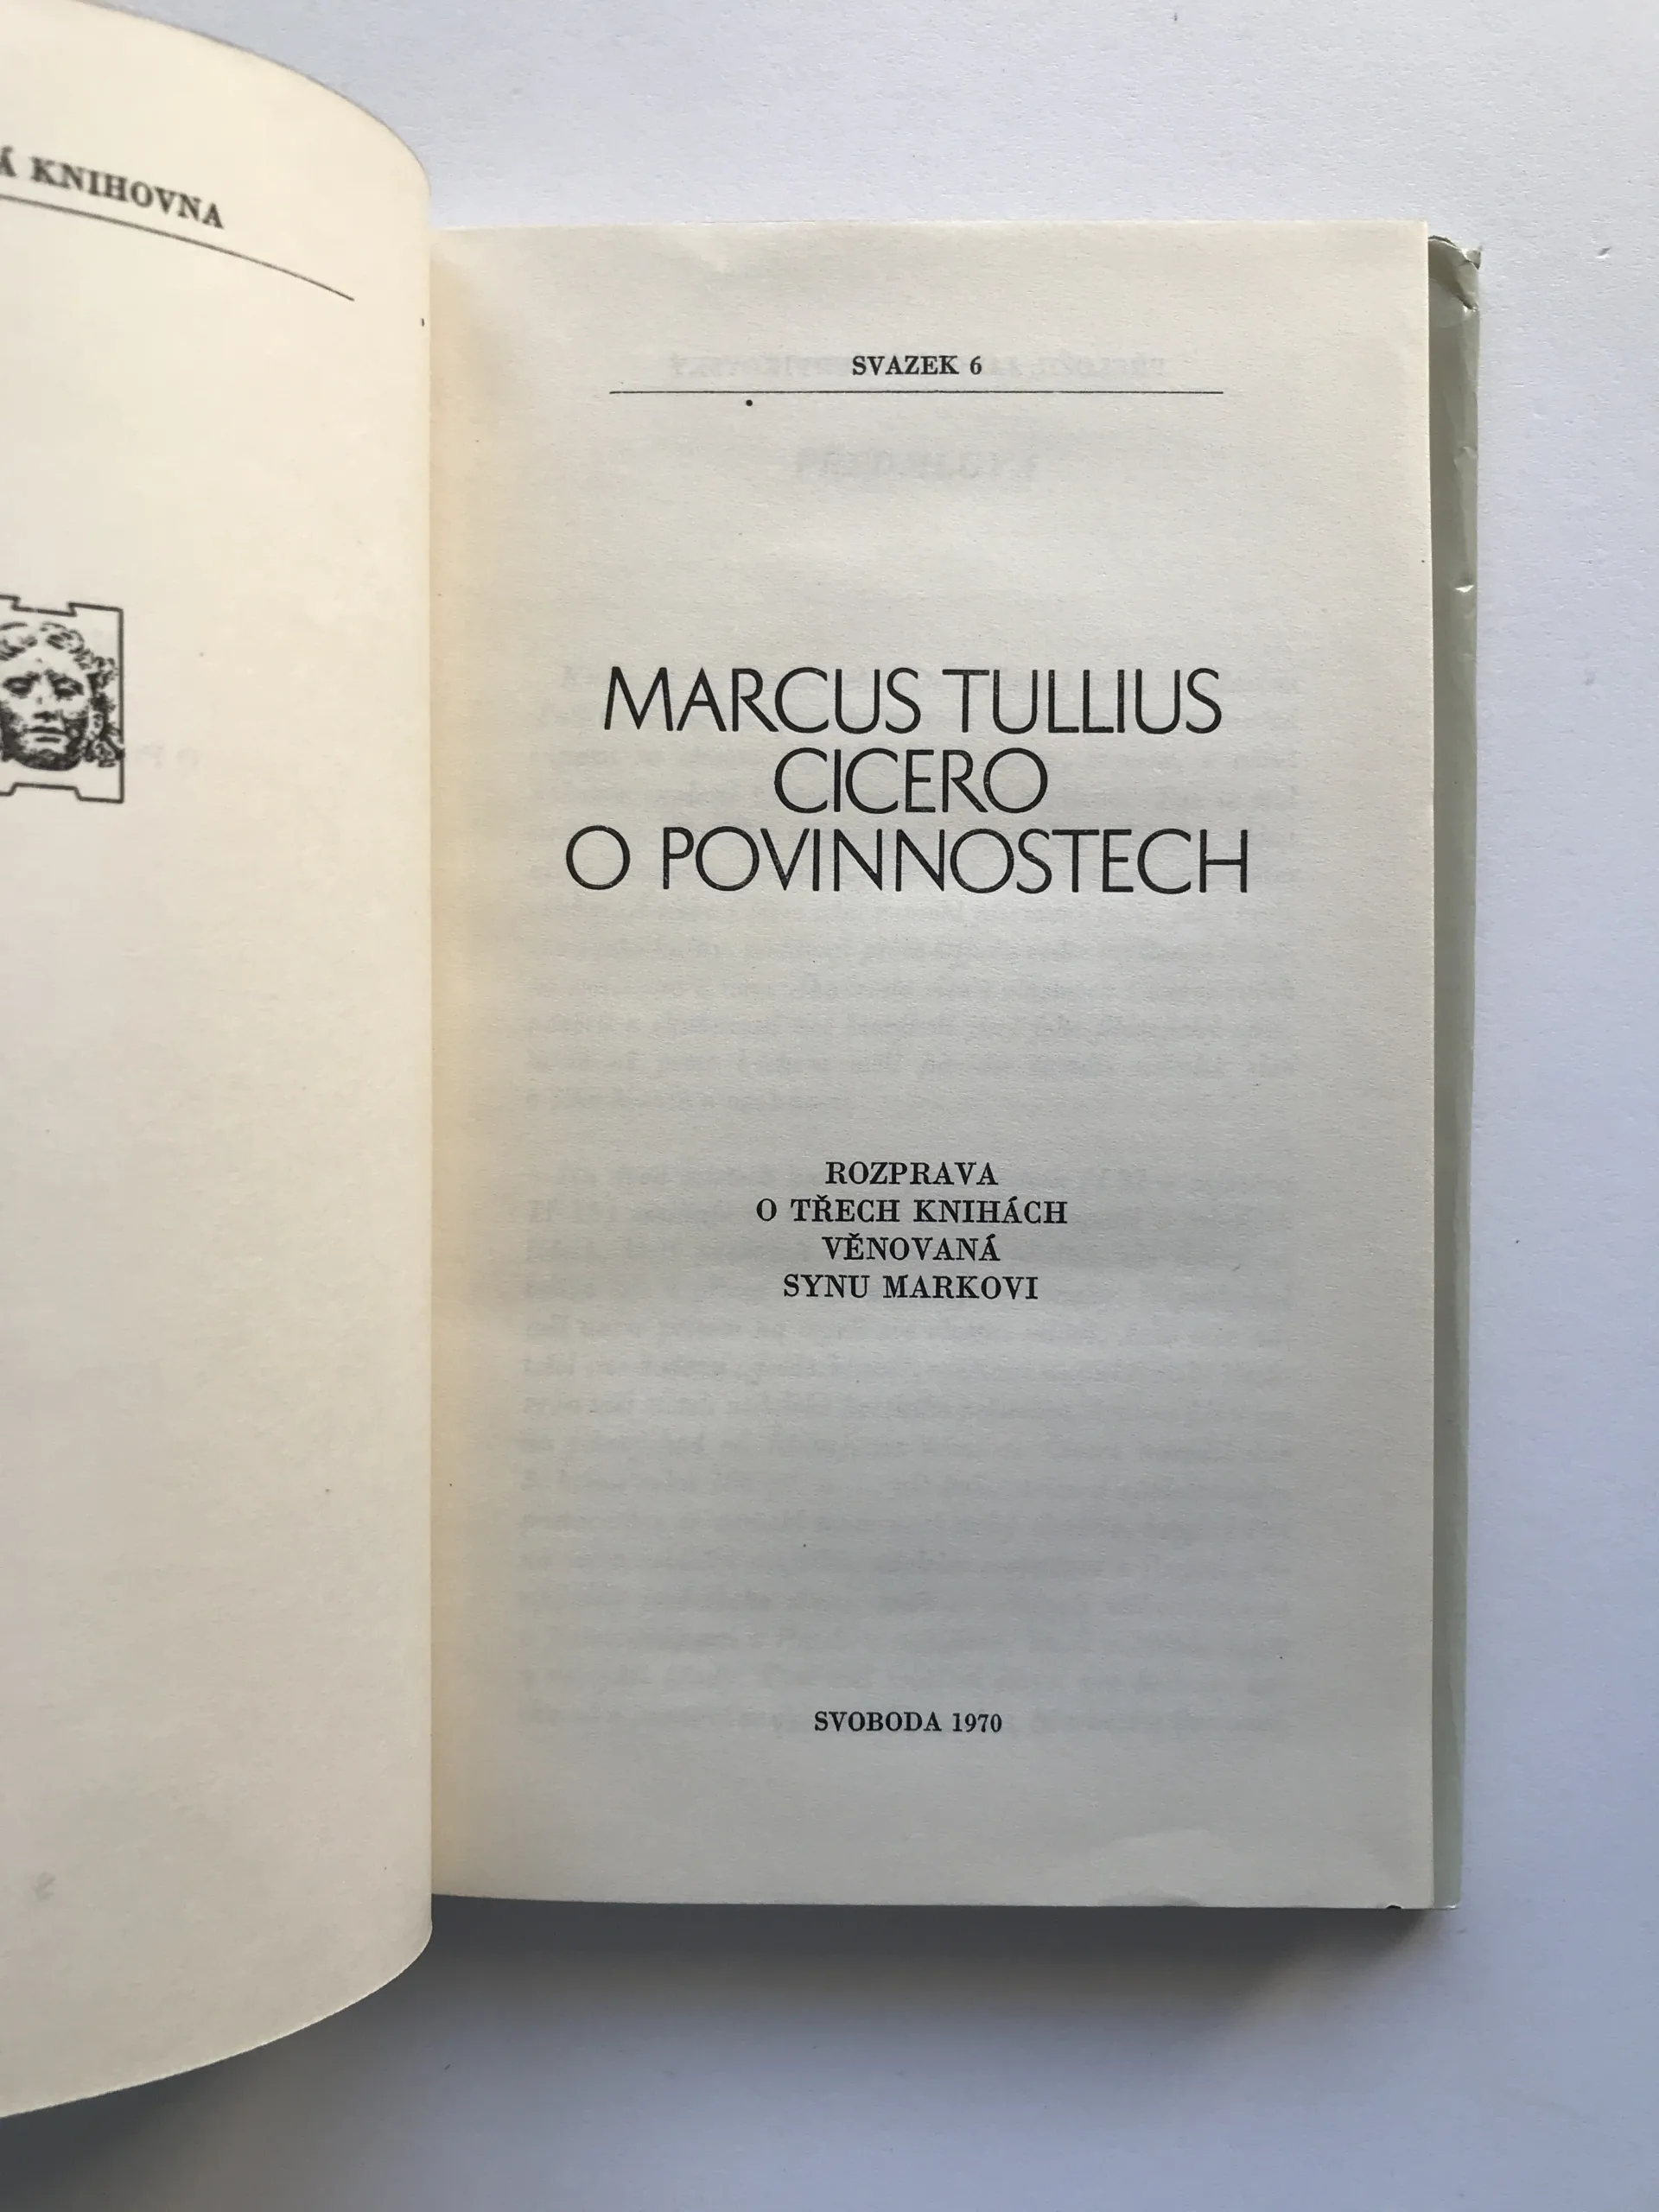 Á KNIHOVNA
SVAZEK 6
MARCUS TULLIUS
CICERO
O POVINNOSTECH
ROZPRAVA
O TŘECH KNIHÁCH
VĚNOVANÁ
SYNU MARKOVI
SVOBODA 1970